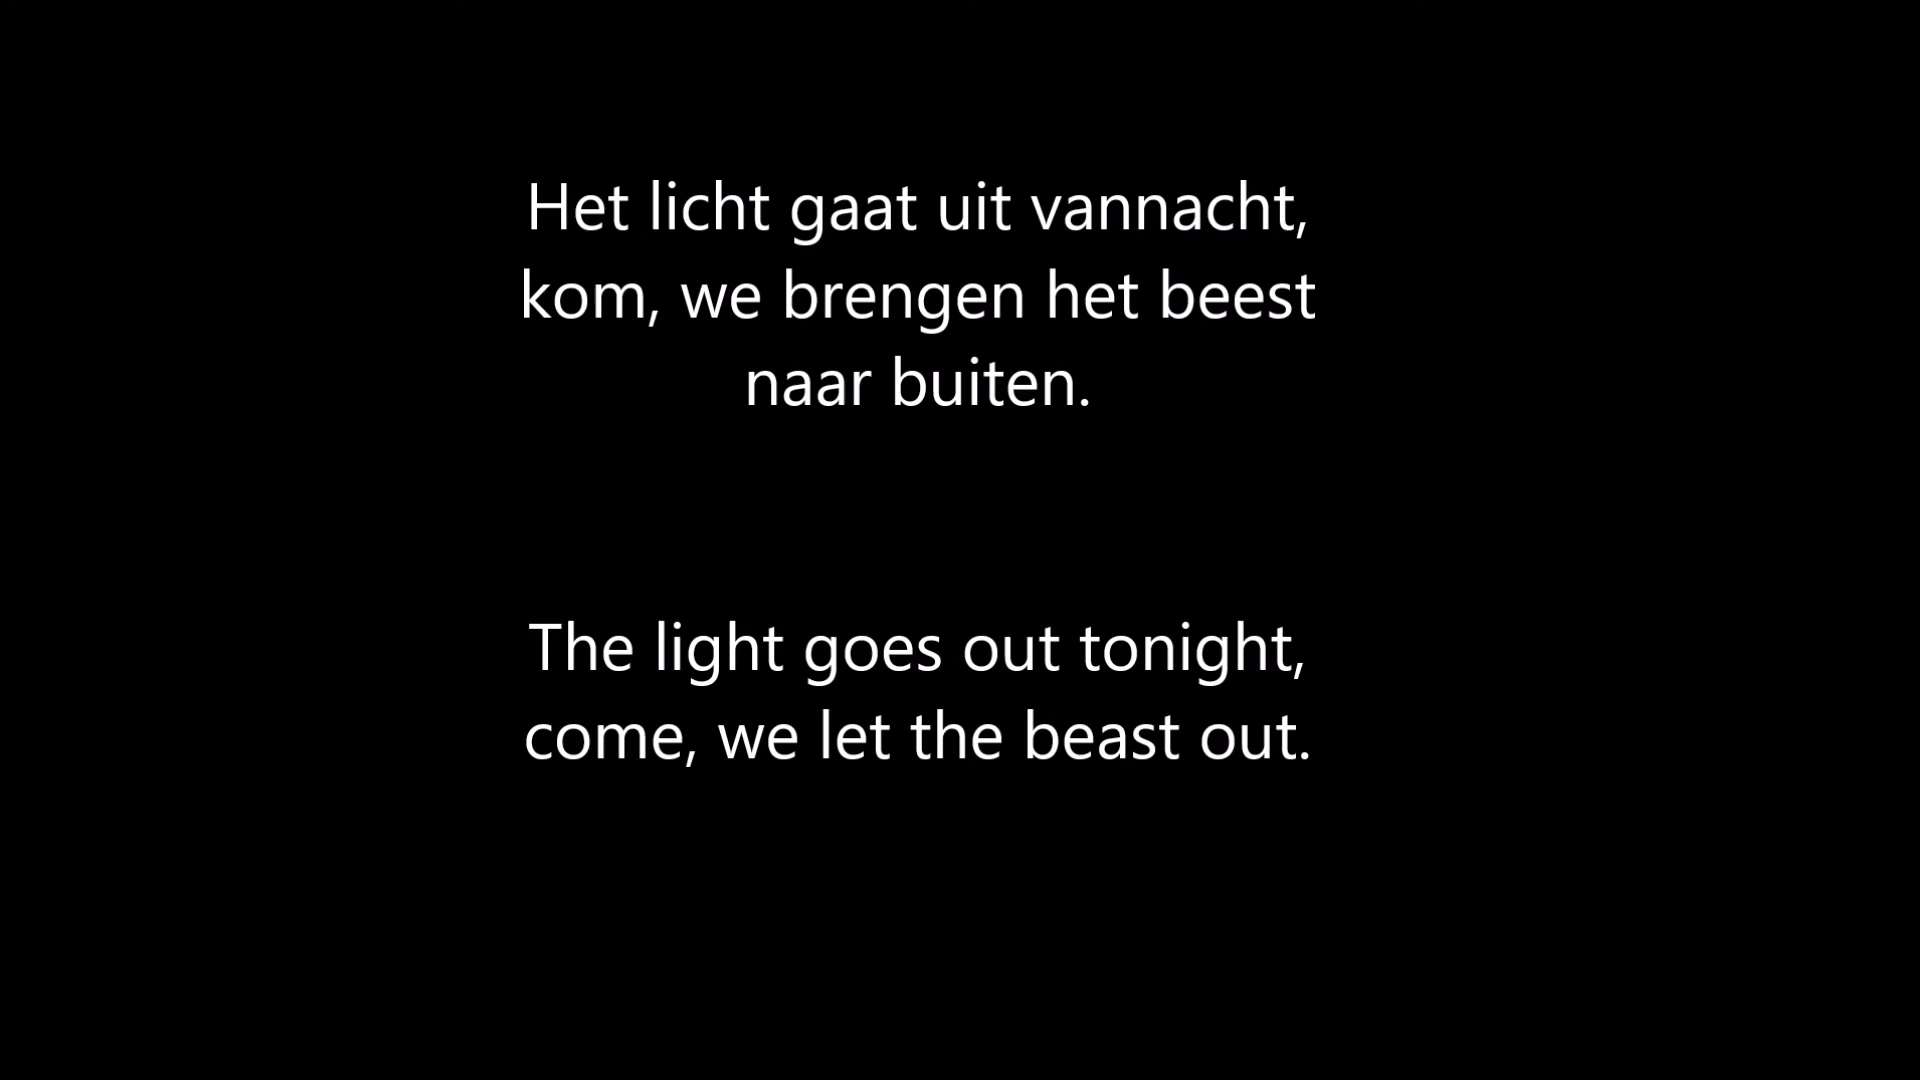 Het licht gaat uit vannacht,
kom, we brengen het beest
naar buiten.
The light goes out tonight,
come, we let the beast out.